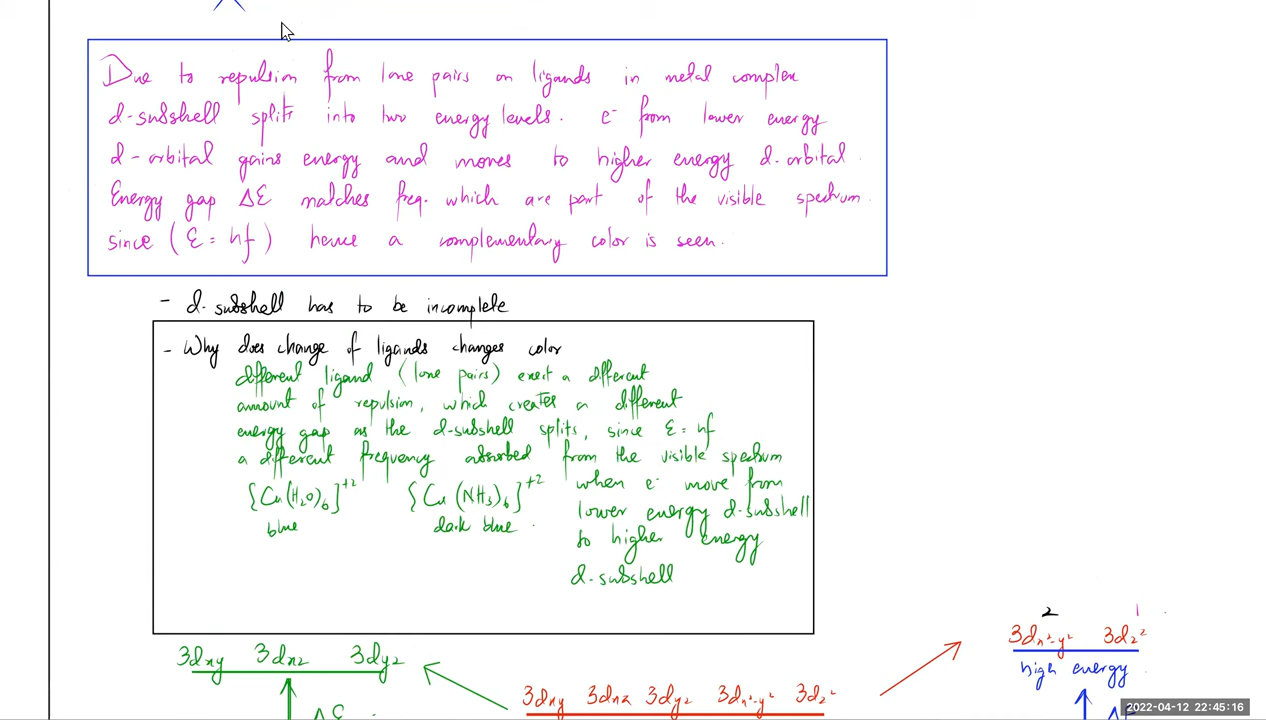 Due to repulsion from lone pairs on ligands in metal complex
d-subshell splits into two energy levels. e⁻ from lower energy
d-orbital gains energy and moves to higher energy d-orbital.
Energy gap ΔE matches freq. which are part of the visible spectrum.
since (E = hf) hence a complementary color is seen.
- d-subshell has to be incomplete
- Why does change of ligands changes color
different ligand (lone pairs) exert a different
amount of repulsion, which creates a different
energy gap as the d-subshell splits, since E = hf
a different frequency absorbed from the visible spectrum
when e⁻ move from
lower energy d-subshell
to higher energy
d-subshell
{Cu(H₂O)₆]⁺² {Cu(NH₃)₆]⁺²
blue dark blue.
2 1
3dx²-y² 3dz²
high energy
3dxy 3dxz 3dyz
3dxy 3dxz 3dyz 3dx²-y² 3dz²
ΔE
2022-04-12 22:45:16